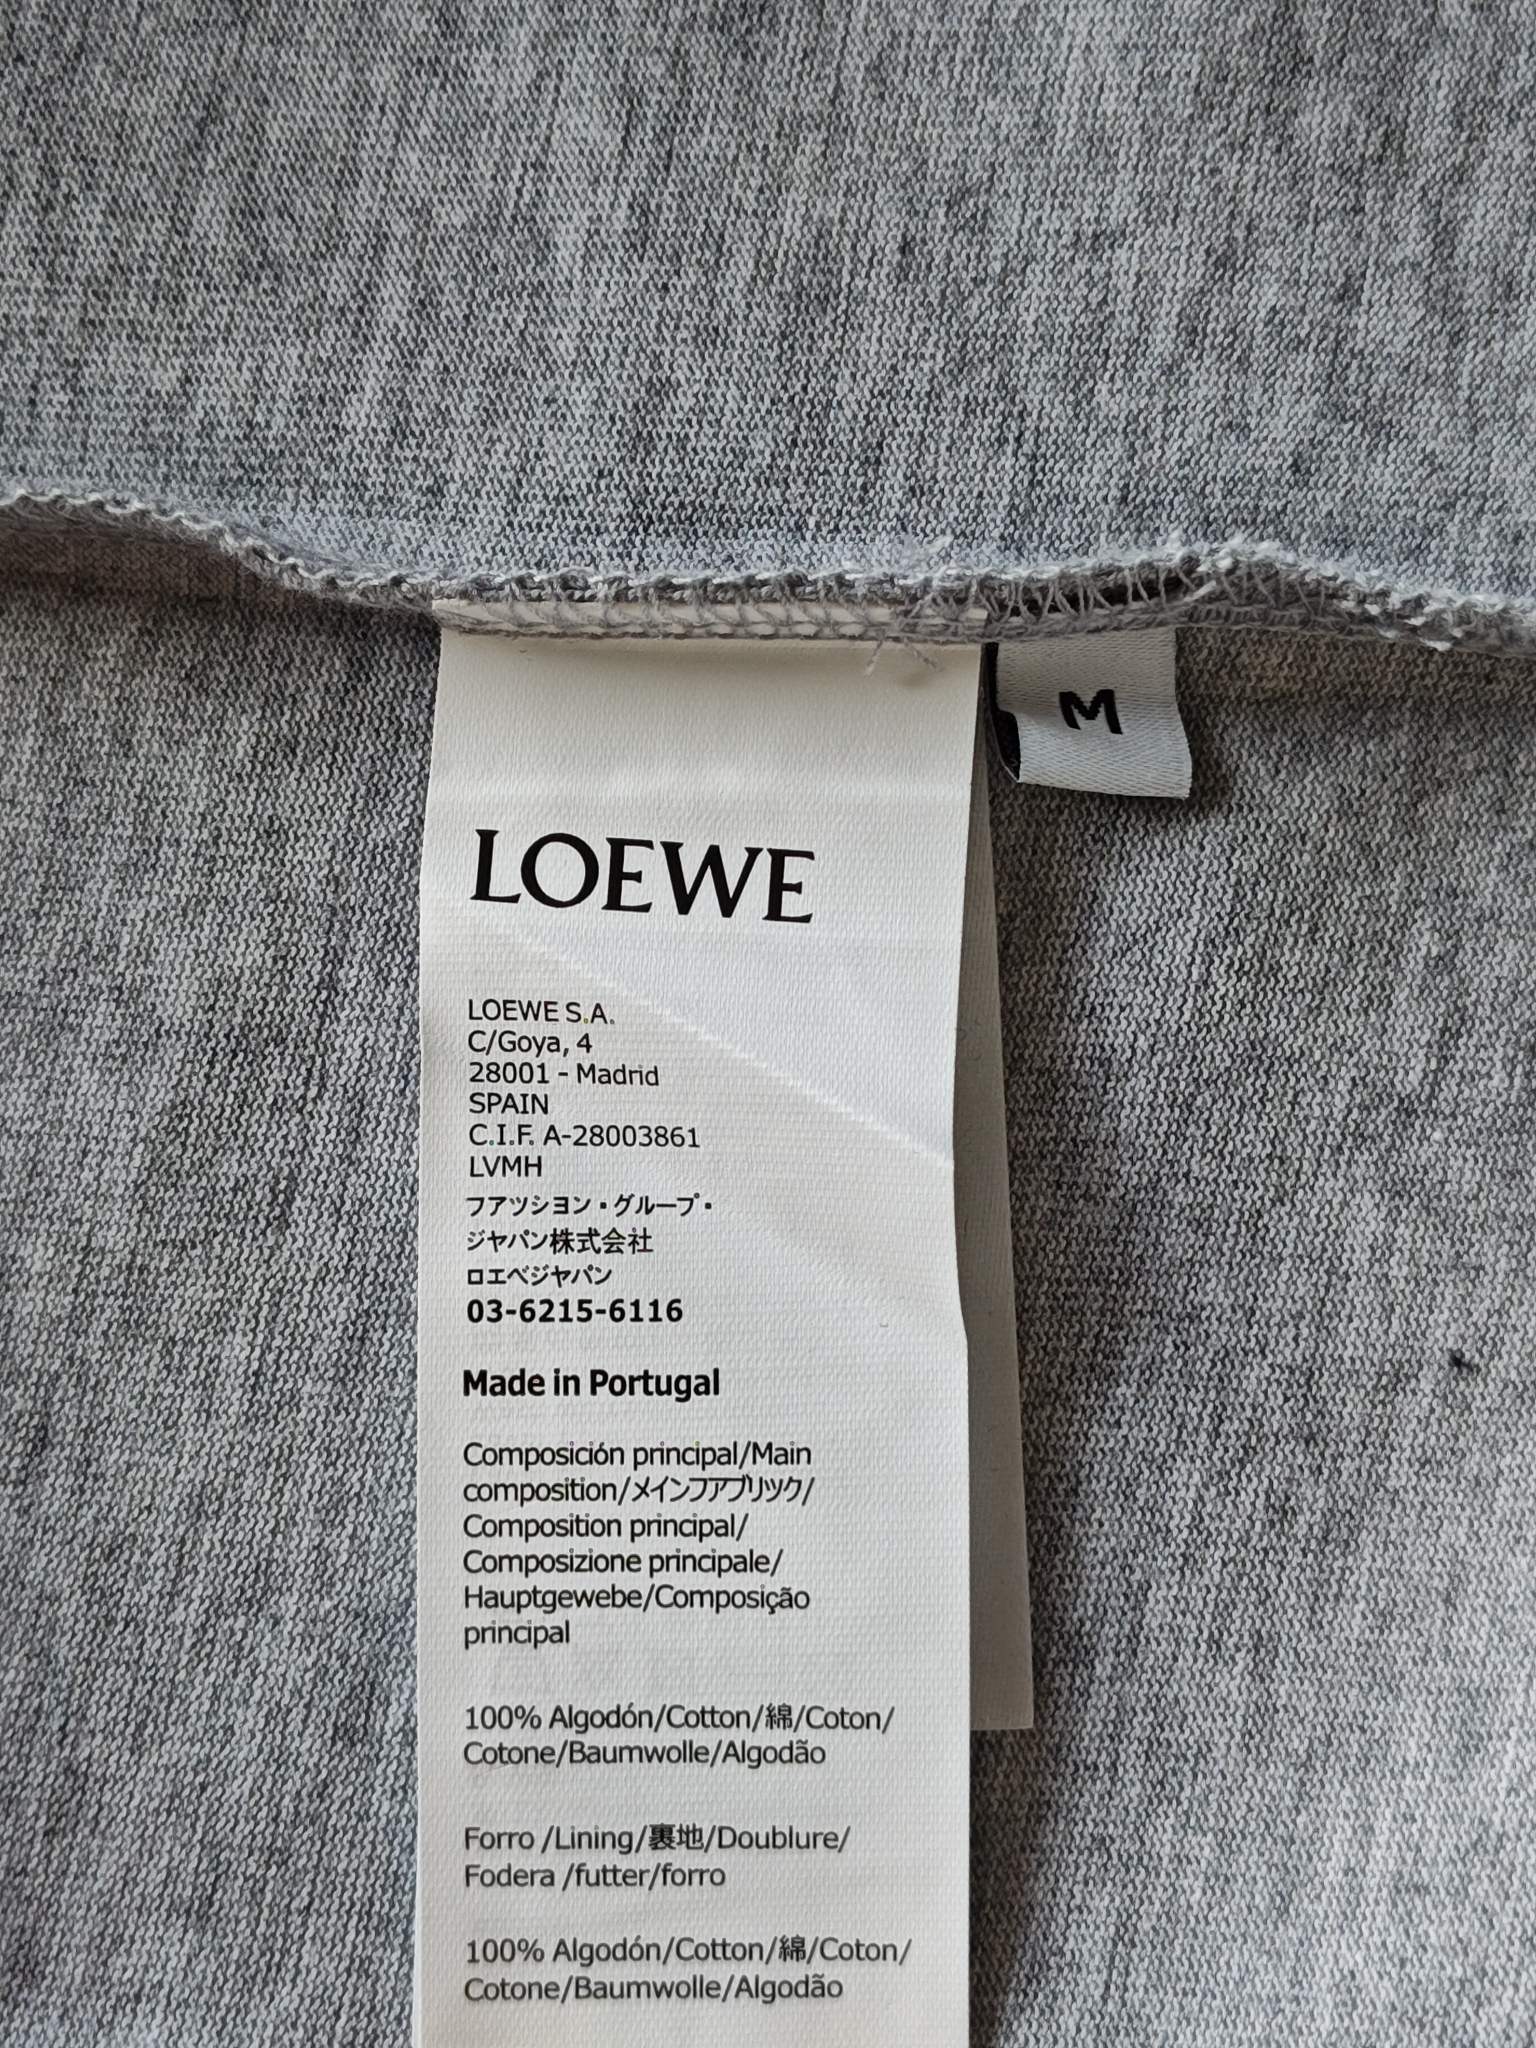 M
LOEWE
LOEWE S.A.
C/Goya, 4
28001 - Madrid
SPAIN
C.I.F. A-28003861
LVMH
フアツシヨン・グループ・
ジヤパン株式会社
ロエベジヤパン
03-6215-6116
Made in Portugal
Composición principal/Main
composition/メインファブリック/
Composition principal/
Composizione principale/
Hauptgewebe/Composição
principal
100% Algodón/Cotton/綿/Coton/
Cotone/Baumwolle/Algodão
Forro /Lining/裏地/Doublure/
Fodera /futter/forro
100% Algodón/Cotton/綿/Coton/
Cotone/Baumwolle/Algodão